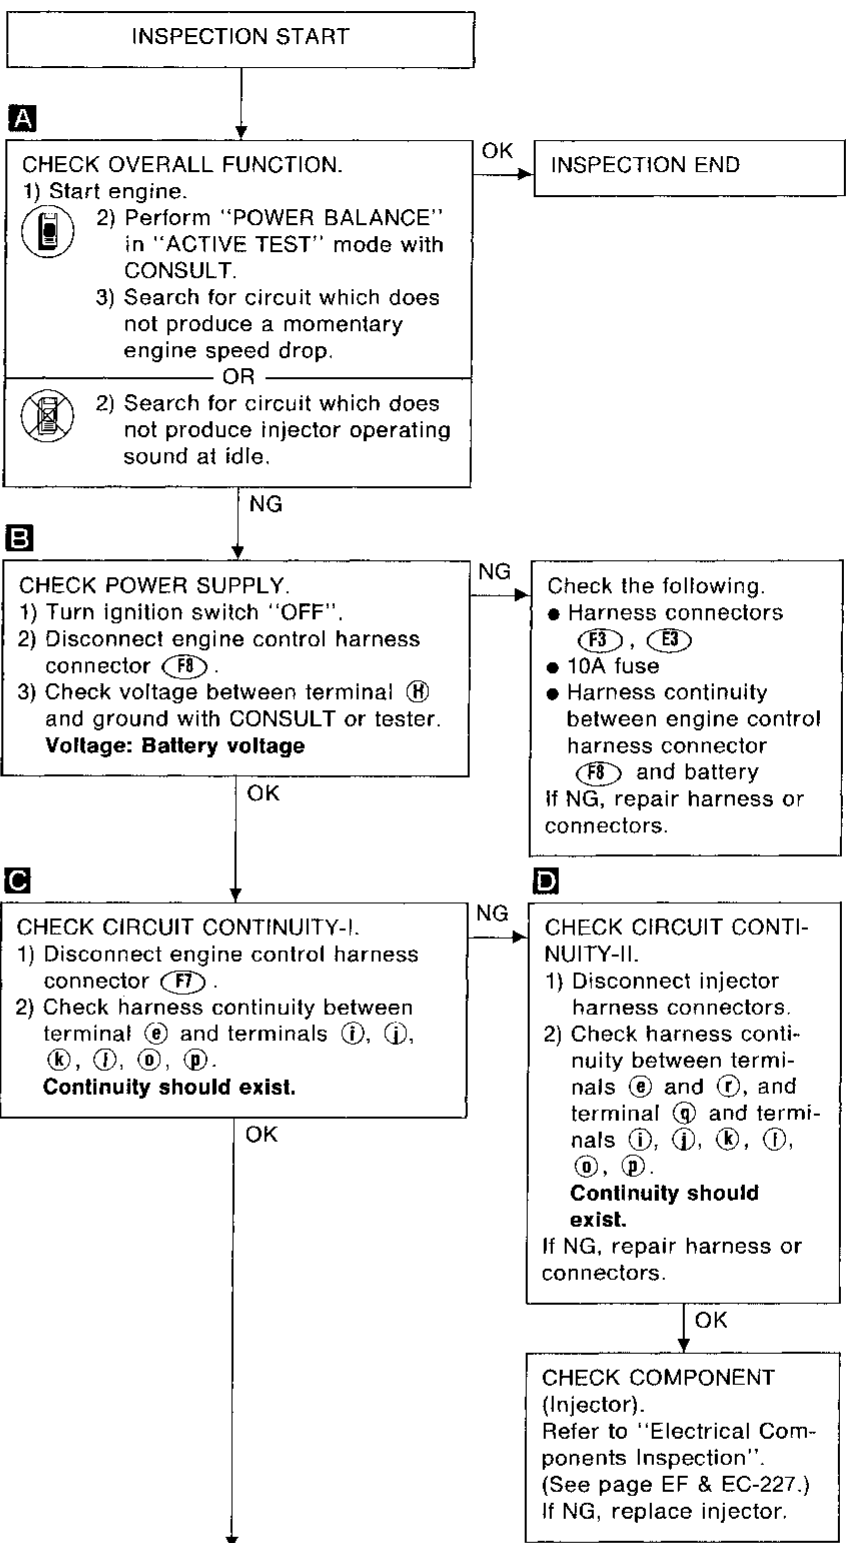 INSPECTION START
A
CHECK OVERALL FUNCTION.
1) Start engine.
2) Perform "POWER BALANCE"
in "ACTIVE TEST" mode with
CONSULT.
3) Search for circuit which does
not produce a momentary
engine speed drop.
OR
2) Search for circuit which does
not produce injector operating
sound at idle.
OK
INSPECTION END
NG
B
CHECK POWER SUPPLY.
1) Turn ignition switch "OFF".
2) Disconnect engine control harness
connector (F8).
3) Check voltage between terminal (H)
and ground with CONSULT or tester.
Voltage: Battery voltage
NG
Check the following.
● Harness connectors
(F3), (E3)
● 10A fuse
● Harness continuity
between engine control
harness connector
(F8) and battery
If NG, repair harness or
connectors.
OK
C
CHECK CIRCUIT CONTINUITY-I.
1) Disconnect engine control harness
connector (F7).
2) Check harness continuity between
terminal ⓔ and terminals ⓘ, ⓙ,
ⓚ, ⓛ, ⓞ, ⓟ.
Continuity should exist.
NG
D
CHECK CIRCUIT CONTI-
NUITY-II.
1) Disconnect injector
harness connectors.
2) Check harness conti-
nuity between termi-
nals ⓔ and ⓡ, and
terminal ⓠ and termi-
nals ⓘ, ⓙ, ⓚ, ⓛ,
ⓞ, ⓟ.
Continuity should
exist.
If NG, repair harness or
connectors.
OK
OK
CHECK COMPONENT
(Injector).
Refer to "Electrical Com-
ponents Inspection".
(See page EF & EC-227.)
If NG, replace injector.